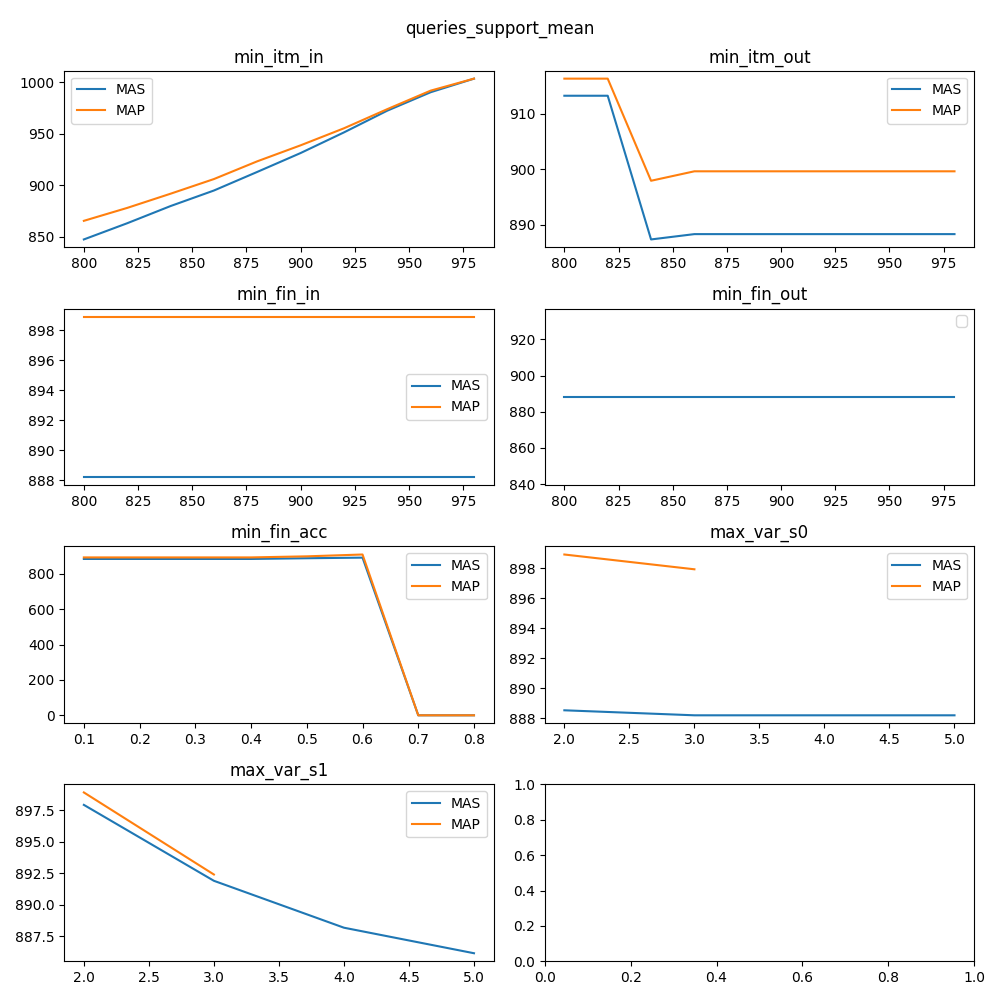 queries_support_mean
min_itm_in
1000
950
900
850
MAS
MAP
800 825 850 875 900 925 950 975
min_itm_out
910
900
890
MAS
MAP
800 825 850 875 900 925 950 975
min_fin_in
898
896
894
892
890
888
MAS
MAP
800 825 850 875 900 925 950 975
min_fin_out
920
900
880
860
840
800 825 850 875 900 925 950 975
min_fin_acc
800
600
400
200
0
MAS
MAP
0.1 0.2 0.3 0.4 0.5 0.6 0.7 0.8
max_var_s0
898
896
894
892
890
888
MAS
MAP
2.0 2.5 3.0 3.5 4.0 4.5 5.0
max_var_s1
897.5
895.0
892.5
890.0
887.5
MAS
MAP
2.0 2.5 3.0 3.5 4.0 4.5 5.0
1.0
0.8
0.6
0.4
0.2
0.0
0.0 0.2 0.4 0.6 0.8 1.0